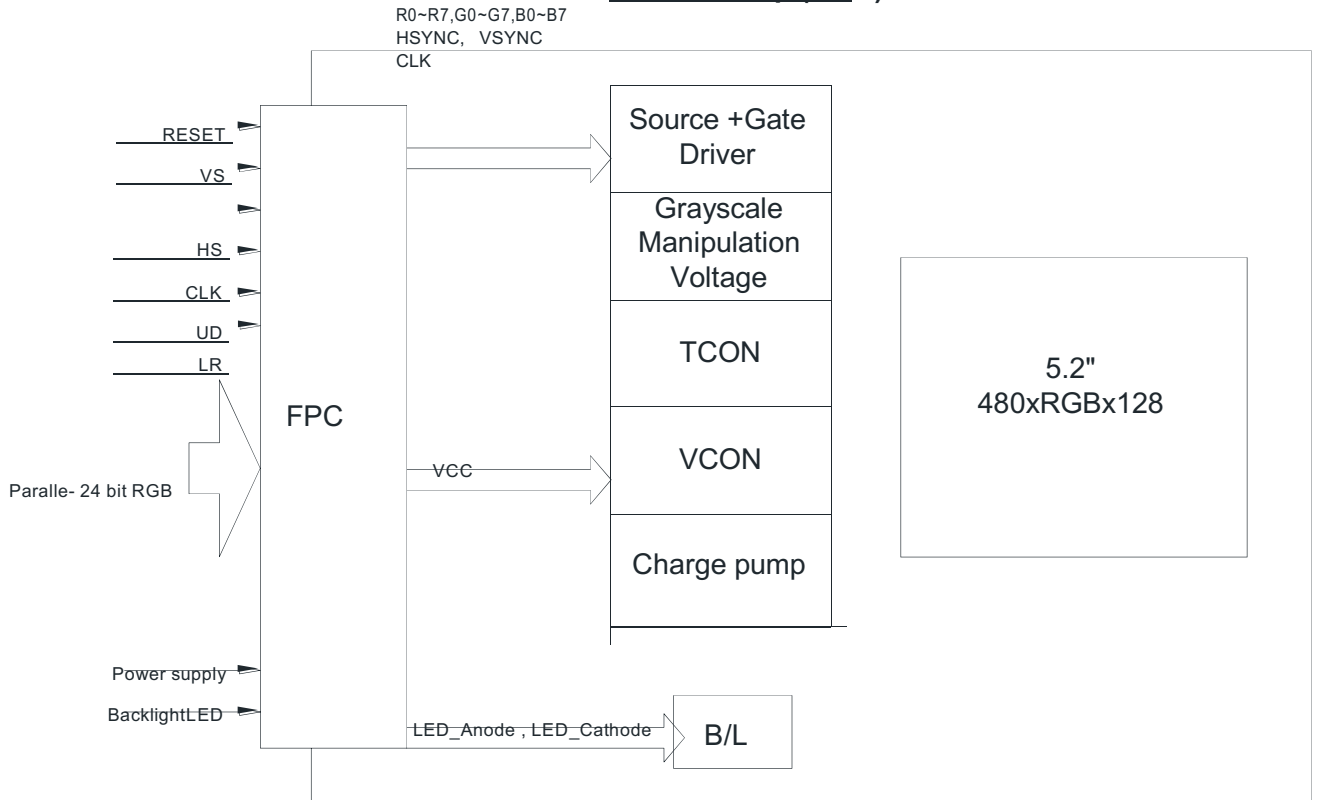 R0~R7,G0~G7,B0~B7
HSYNC, VSYNC
CLK
RESET
VS
HS
CLK
UD
LR
Paralle- 24 bit RGB
Power supply
BacklightLED
FPC
VCC
LED_Anode , LED_Cathode
Source +Gate
Driver
Grayscale
Manipulation
Voltage
TCON
VCON
Charge pump
B/L
5.2"
480xRGBx128